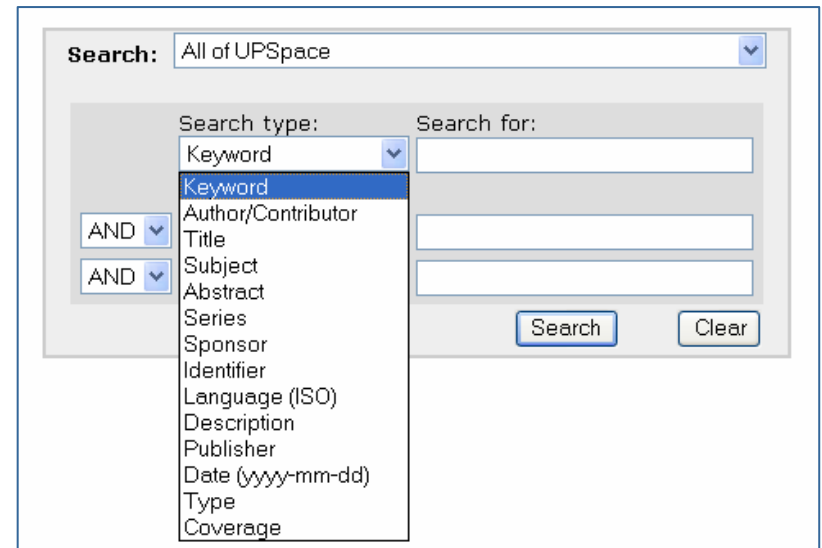 Search: All of UPSpace
Search type: Search for:
Keyword
Keyword
Author/Contributor
AND
Title
Subject
AND
Abstract
Series
Search Clear
Sponsor
Identifier
Language (ISO)
Description
Publisher
Date (yyyy-mm-dd)
Type
Coverage